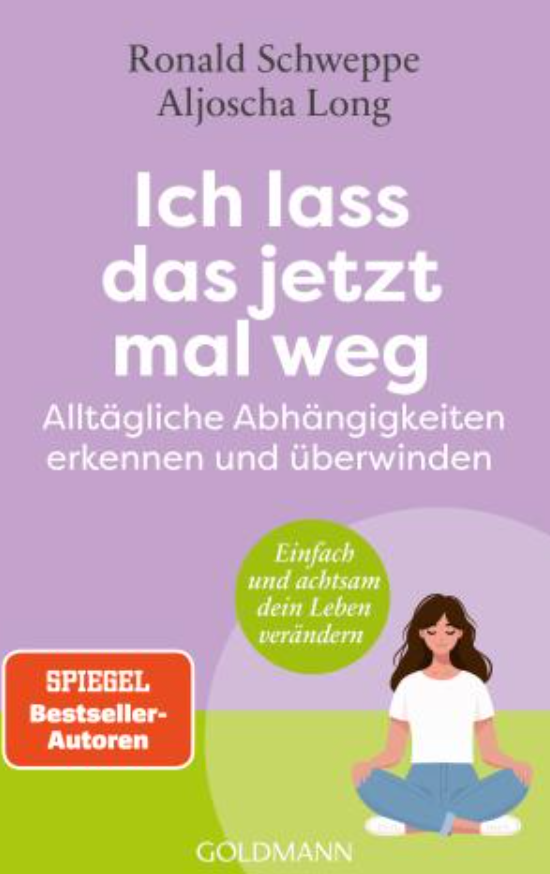 Ronald Schweppe
Aljoscha Long
Ich lass
das jetzt
mal weg
Alltägliche Abhängigkeiten
erkennen und überwinden
Einfach
und achtsam
dein Leben
verändern
SPIEGEL
Bestseller-
Autoren
GOLDMANN